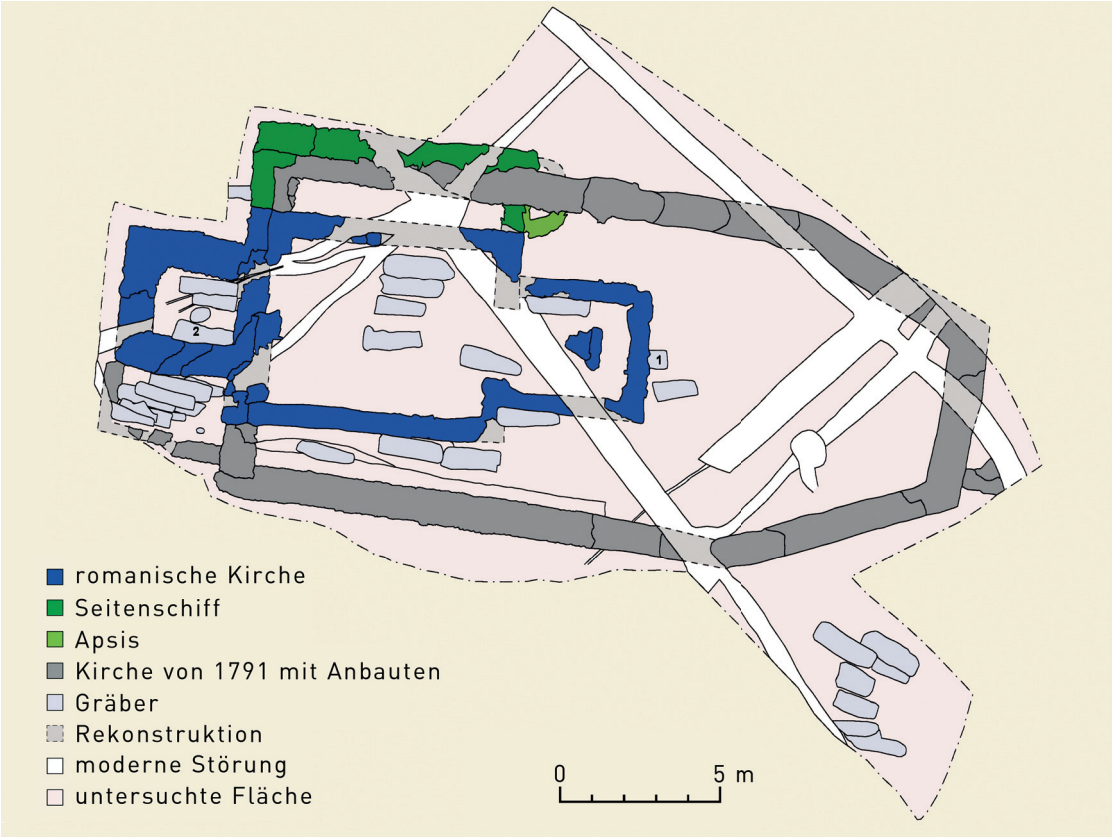 2
1
romanische Kirche
Seitenschiff
Apsis
Kirche von 1791 mit Anbauten
Gräber
Rekonstruktion
moderne Störung
untersuchte Fläche
0 5 m